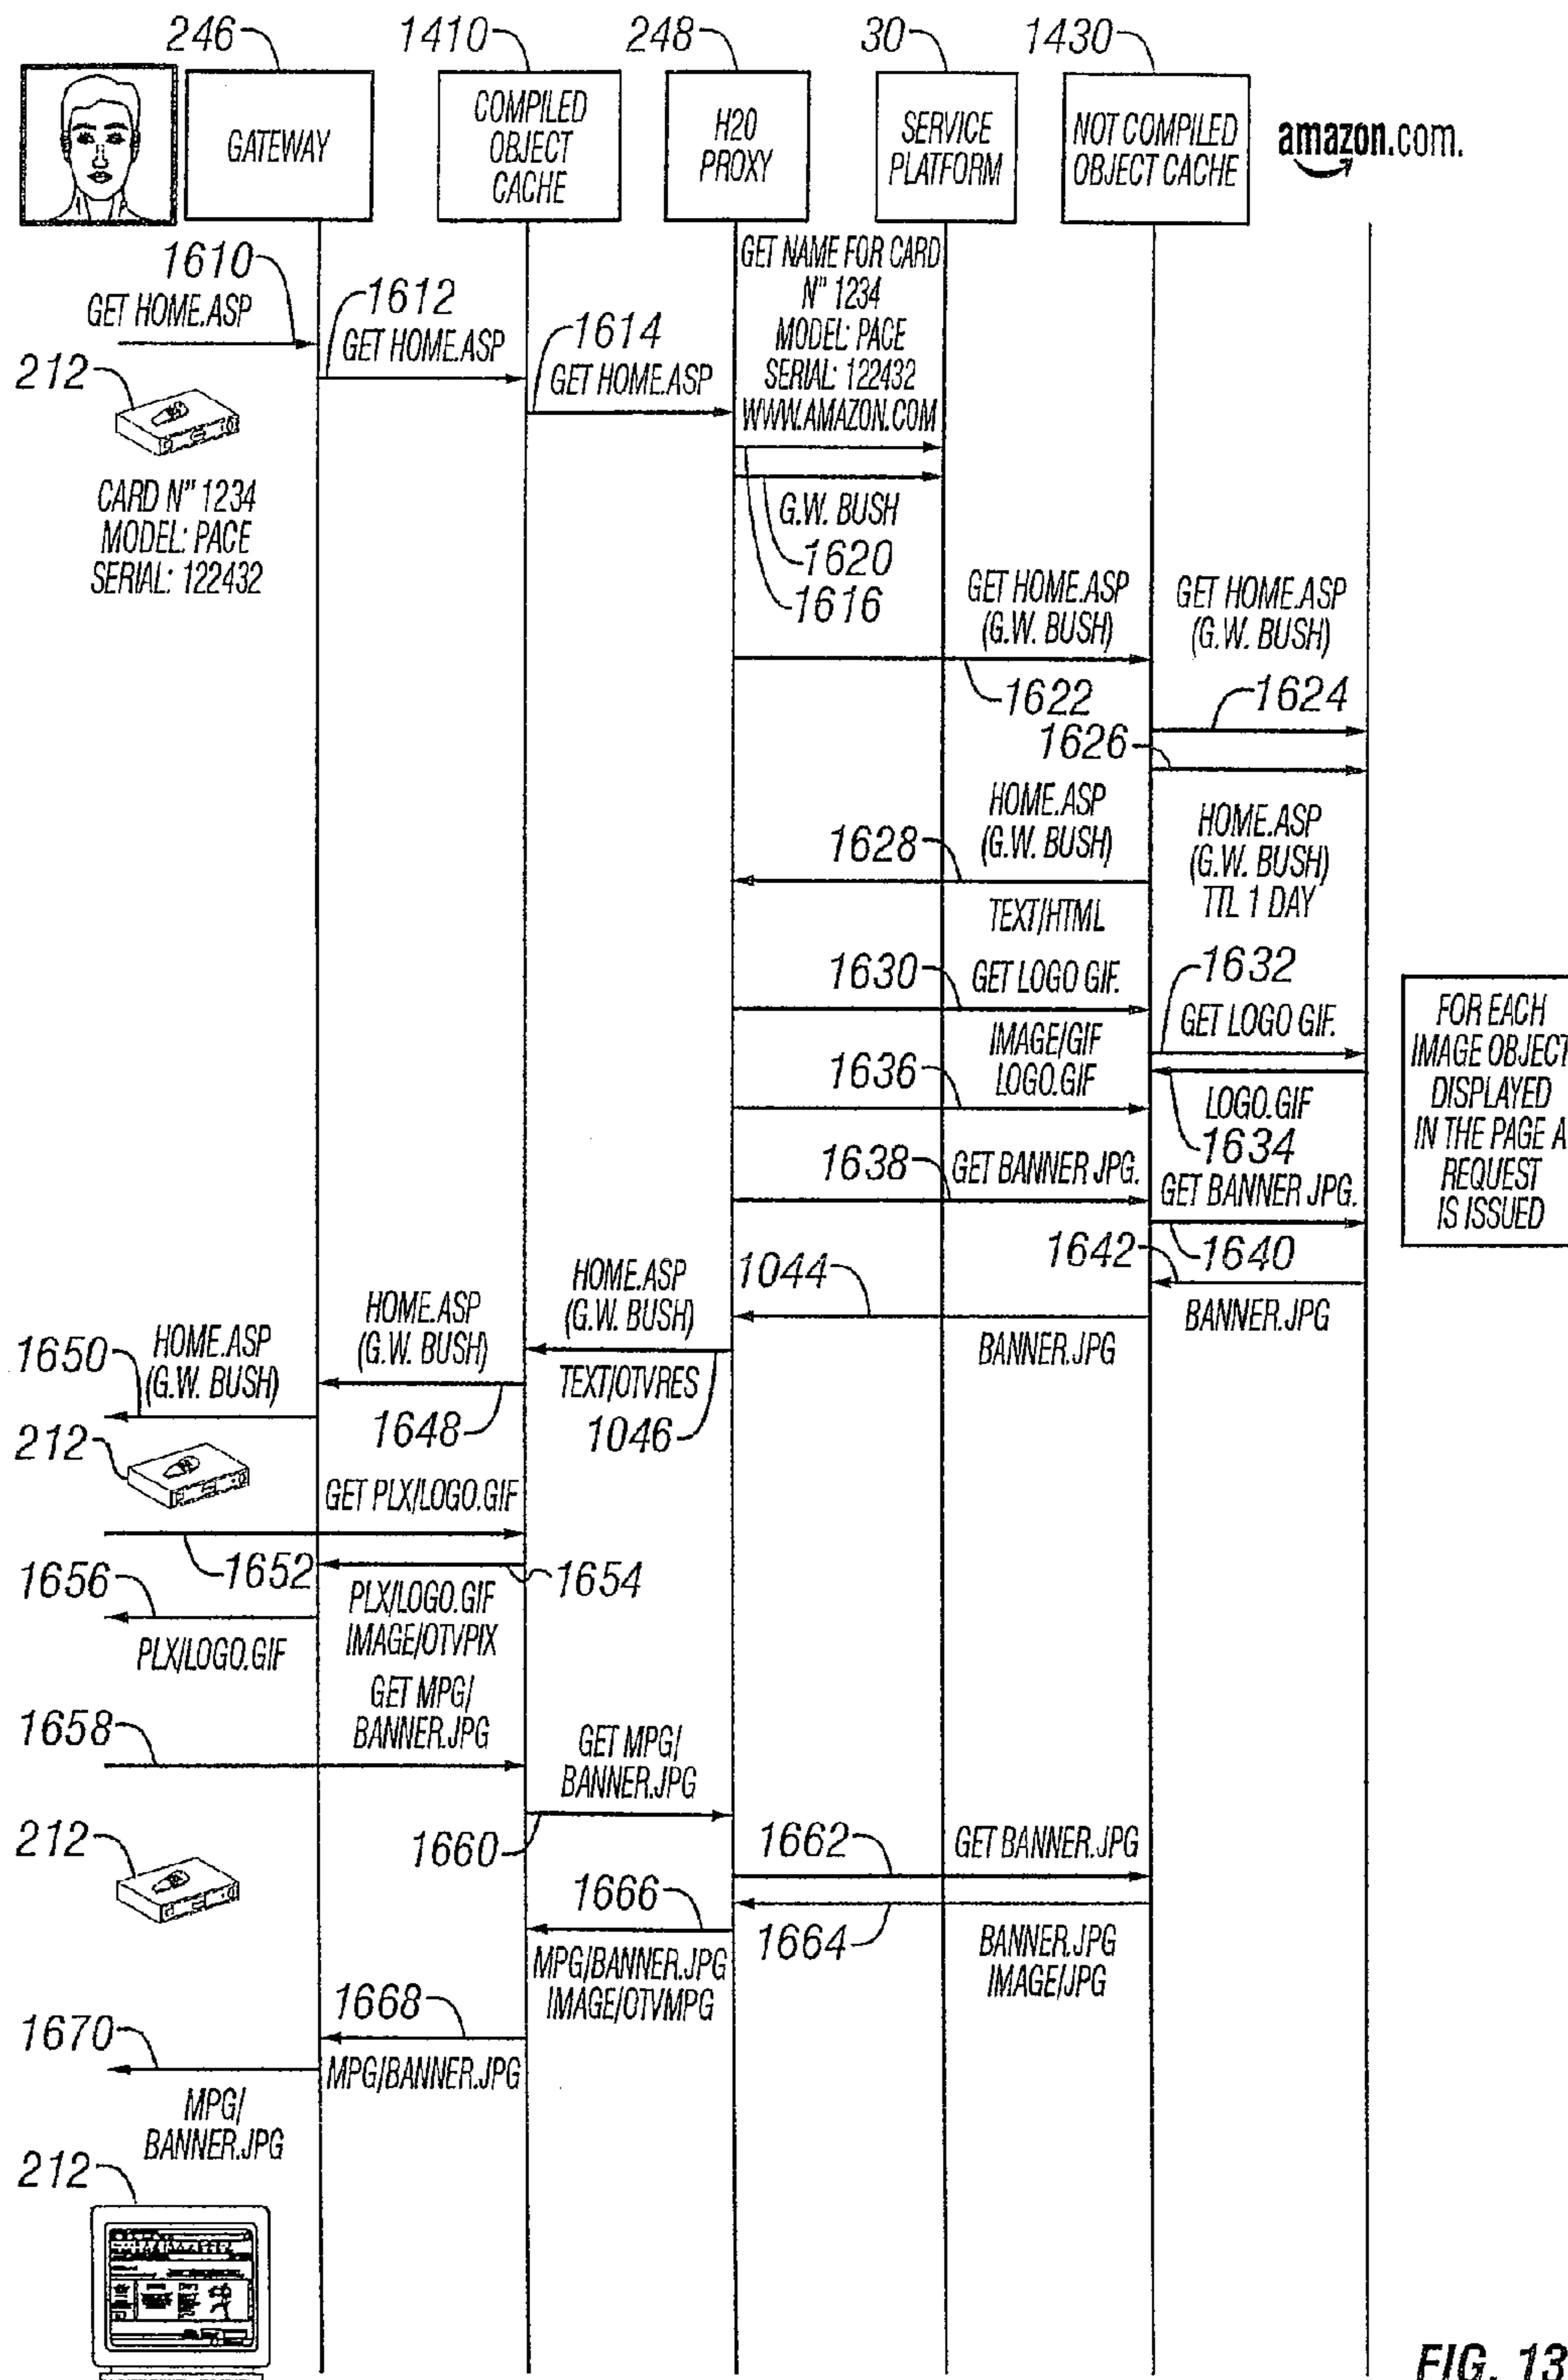 246
1410
248
30
1430
GATEWAY
COMPILED
OBJECT
CACHE
H20
PROXY
SERVICE
PLATFORM
NOT COMPILED
OBJECT CACHE
amazon.com.
1610
GET HOME.ASP
1612
GET HOME.ASP
1614
GET HOME.ASP
GET NAME FOR CARD
N" 1234
MODEL: PACE
SERIAL: 122432
WWW.AMAZON.COM
212
CARD N" 1234
MODEL: PACE
SERIAL: 122432
G.W. BUSH
1620
1616
GET HOME.ASP
(G.W. BUSH)
1622
GET HOME.ASP
(G.W. BUSH)
1624
1626
HOME.ASP
(G.W. BUSH)
1628
TEXT/HTML
HOME.ASP
(G.W. BUSH)
TTL 1 DAY
1630
GET LOGO GIF.
1632
GET LOGO GIF.
IMAGE/GIF
LOGO.GIF
1636
LOGO.GIF
1634
1638
GET BANNER JPG.
GET BANNER JPG.
1640
1642
BANNER.JPG
FOR EACH
IMAGE OBJECT
DISPLAYED
IN THE PAGE A
REQUEST
IS ISSUED
1044
BANNER.JPG
HOME.ASP
(G.W. BUSH)
TEXT/OTVRES
1046
HOME.ASP
(G.W. BUSH)
1648
1650
HOME.ASP
(G.W. BUSH)
212
GET PLX/LOGO.GIF
1652
1654
PLX/LOGO.GIF
IMAGE/OTVPIX
1656
PLX/LOGO.GIF
GET MPG/
BANNER.JPG
1658
GET MPG/
BANNER.JPG
1660
212
1662
GET BANNER.JPG
1664
BANNER.JPG
IMAGE/JPG
1666
MPG/BANNER.JPG
IMAGE/OTVMPG
1668
MPG/BANNER.JPG
1670
MPG/
BANNER.JPG
212
FIG. 13